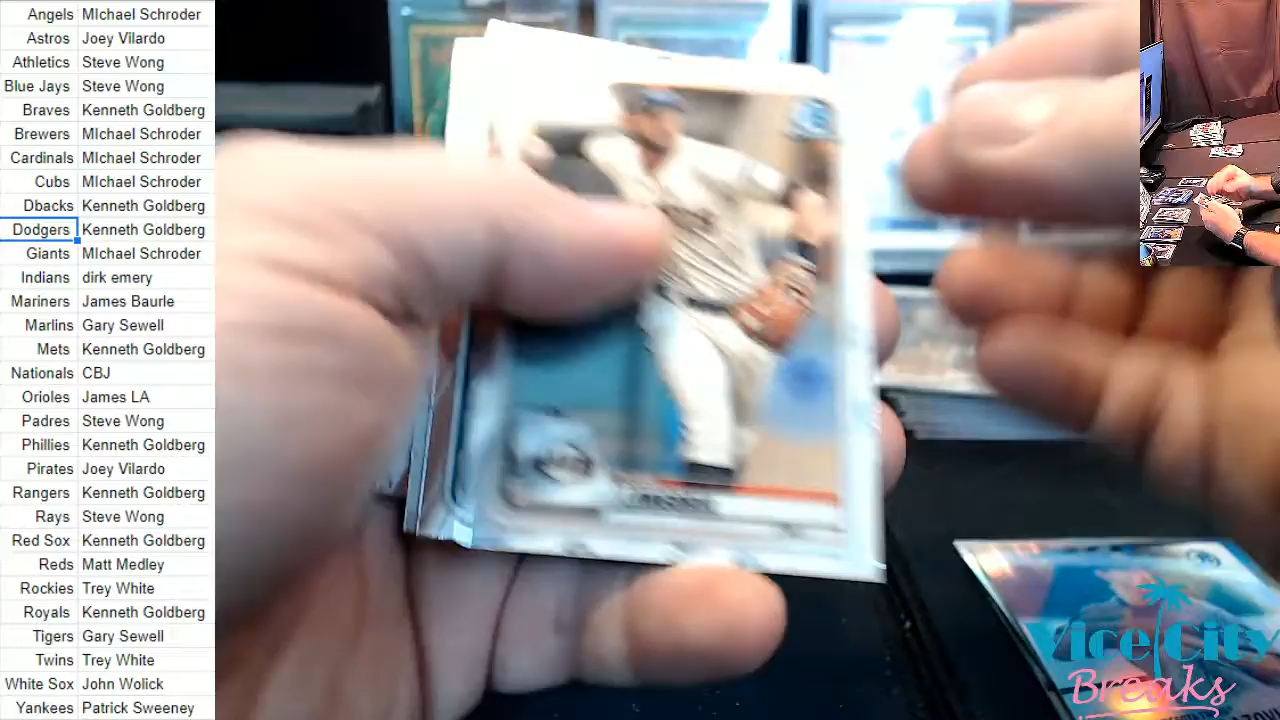 Angels MIchael Schroder
Astros Joey Vilardo
Athletics Steve Wong
Blue Jays Steve Wong
Braves Kenneth Goldberg
Brewers MIchael Schroder
Cardinals MIchael Schroder
Cubs MIchael Schroder
Dbacks Kenneth Goldberg
Dodgers Kenneth Goldberg
Giants MIchael Schroder
Indians dirk emery
Mariners James Baurle
Marlins Gary Sewell
Mets Kenneth Goldberg
Nationals CBJ
Orioles James LA
Padres Steve Wong
Phillies Kenneth Goldberg
Pirates Joey Vilardo
Rangers Kenneth Goldberg
Rays Steve Wong
Red Sox Kenneth Goldberg
Reds Matt Medley
Rockies Trey White
Royals Kenneth Goldberg
Tigers Gary Sewell
Twins Trey White
White Sox John Wolick
Yankees Patrick Sweeney
Vice City
Breaks